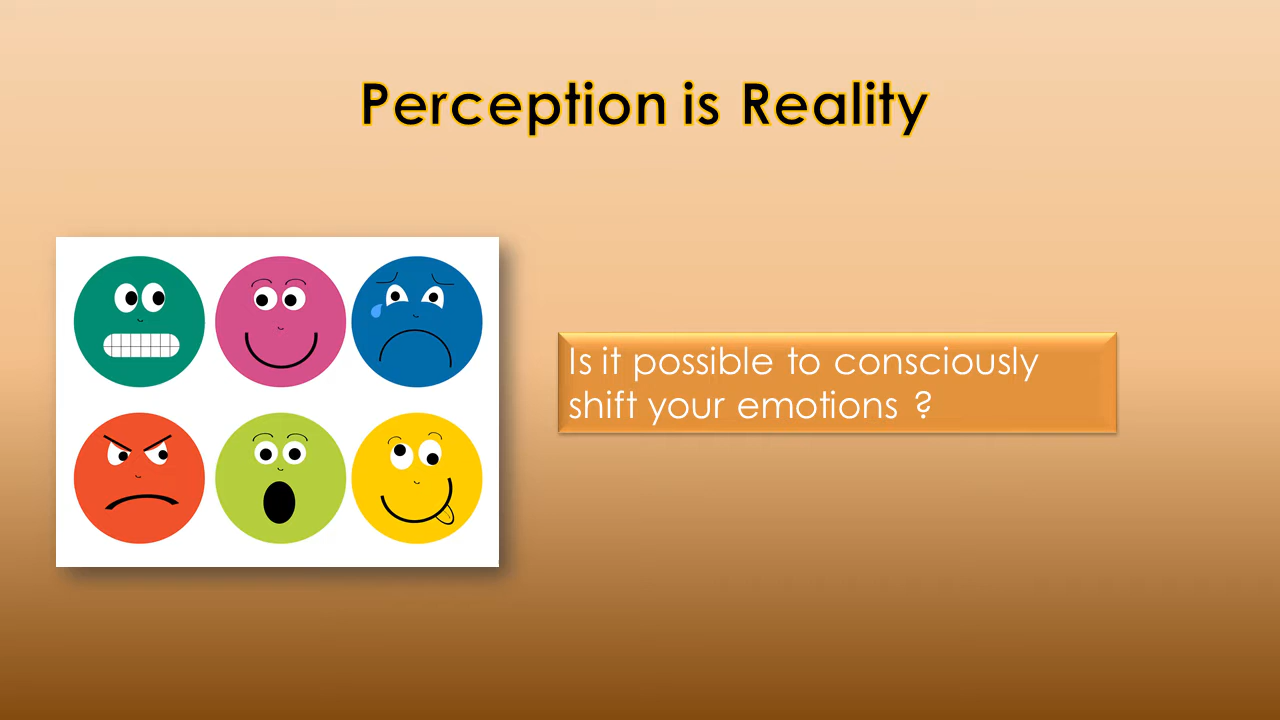 Perception is Reality
Is it possible to consciously
shift your emotions ?